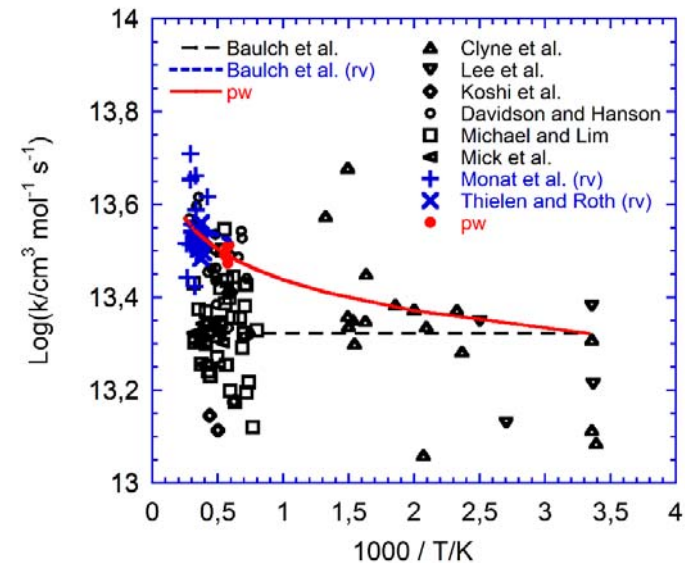 14
13,8
13,6
13,4
13,2
13
Log(k/cm³ mol⁻¹ s⁻¹)
Baulch et al.
Baulch et al. (rv)
pw
Clyne et al.
Lee et al.
Koshi et al.
Davidson and Hanson
Michael and Lim
Mick et al.
Monat et al. (rv)
Thielen and Roth (rv)
pw
0 0,5 1 1,5 2 2,5 3 3,5 4
1000 / T/K